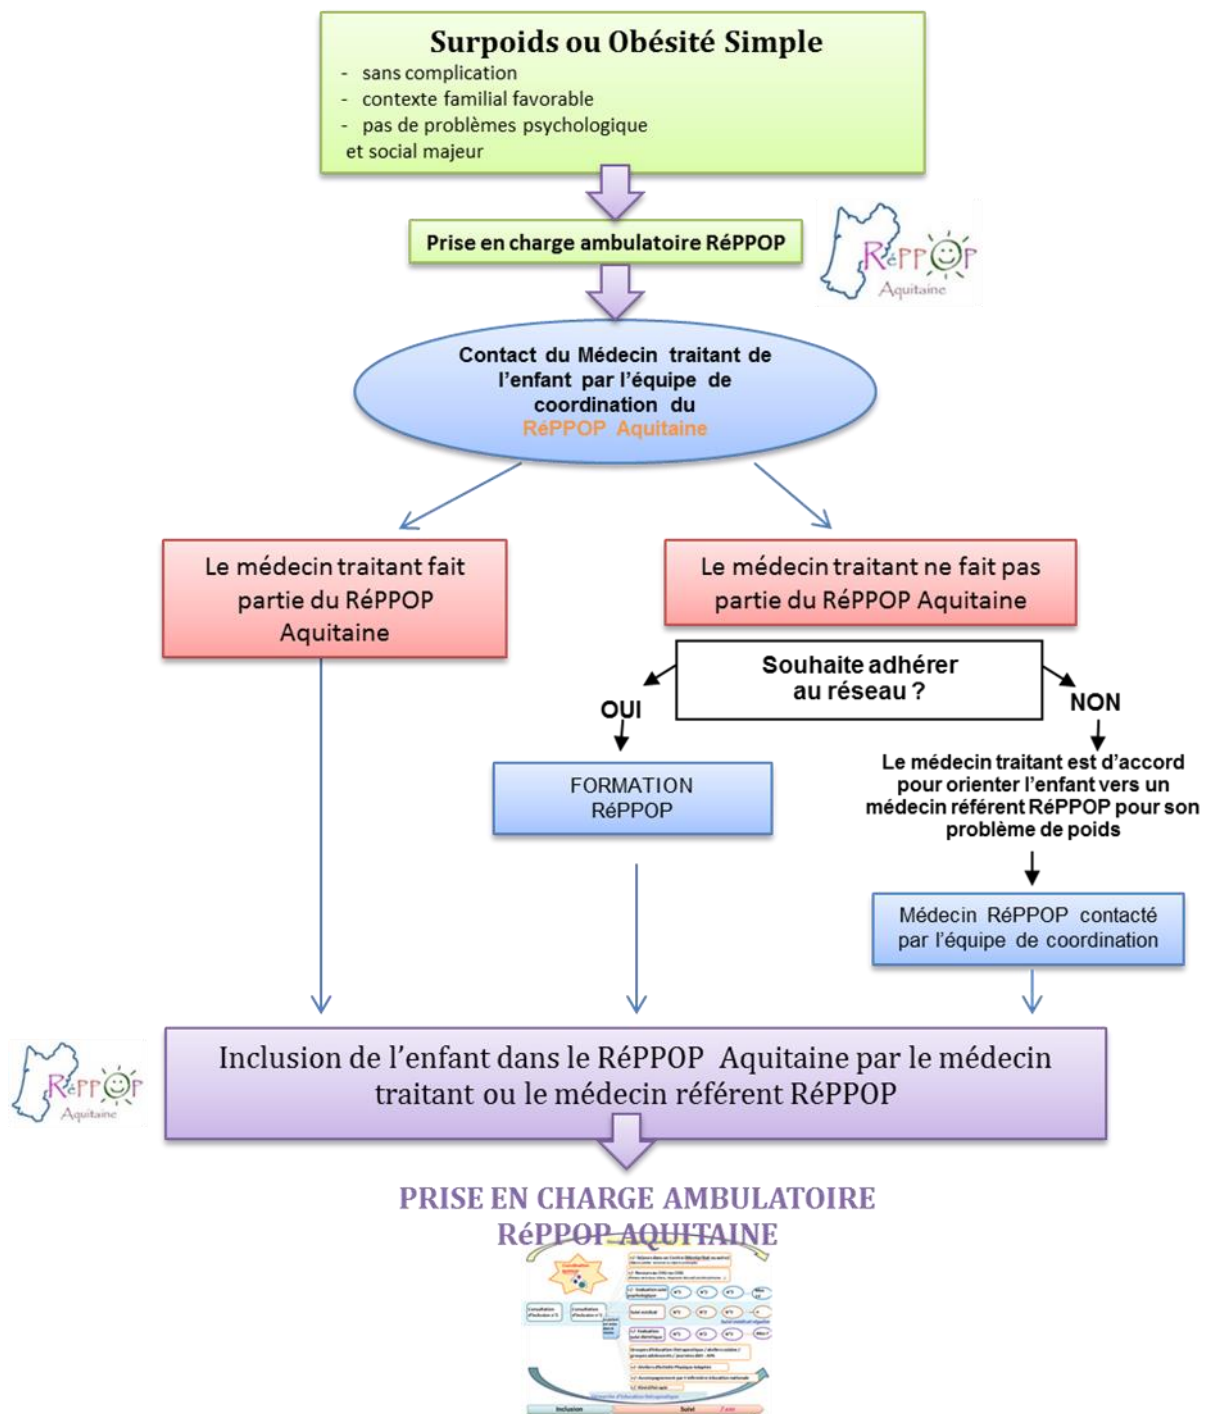 Surpoids ou Obésité Simple
- sans complication
- contexte familial favorable
- pas de problèmes psychologique
et social majeur
Prise en charge ambulatoire RéPPOP
RéPPOP
Aquitaine
Contact du Médecin traitant de
l'enfant par l'équipe de
coordination du
RéPPOP Aquitaine
Le médecin traitant fait
partie du RéPPOP
Aquitaine
Le médecin traitant ne fait pas
partie du RéPPOP Aquitaine
Souhaite adhérer
au réseau ?
OUI
NON
FORMATION
RéPPOP
Le médecin traitant est d'accord
pour orienter l'enfant vers un
médecin référent RéPPOP pour son
problème de poids
Médecin RéPPOP contacté
par l'équipe de coordination
RéPPOP
Aquitaine
Inclusion de l'enfant dans le RéPPOP Aquitaine par le médecin
traitant ou le médecin référent RéPPOP
PRISE EN CHARGE AMBULATOIRE
RéPPOP AQUITAINE
Suivi médical
Inclusion
Suivi